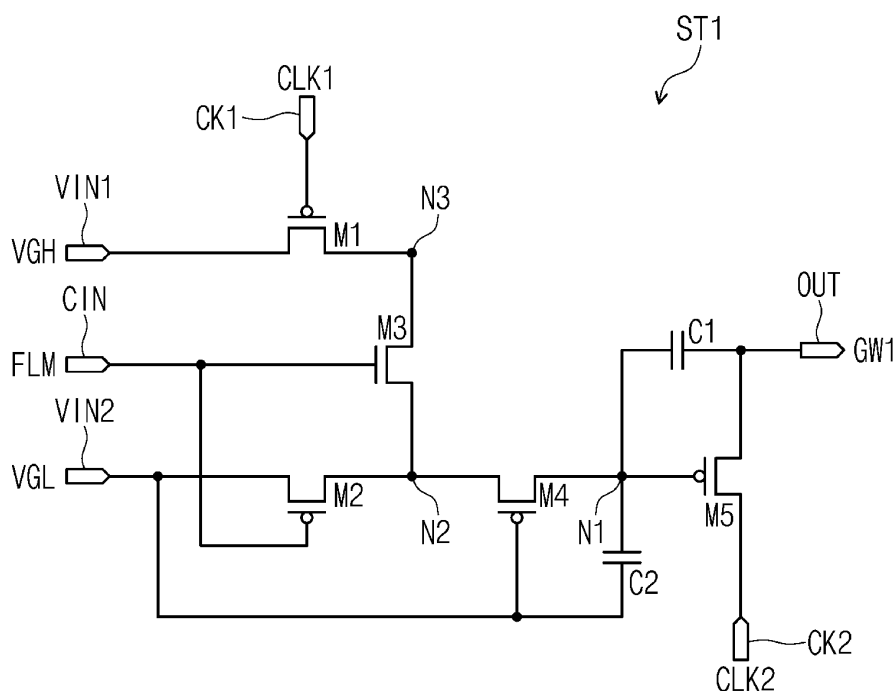 ST1
CLK1
CK1
VIN1
N3
VGH
M1
CIN
OUT
M3
C1
FLM
GW1
VIN2
VGL
M2
M4
M5
N2
N1
C2
CK2
CLK2